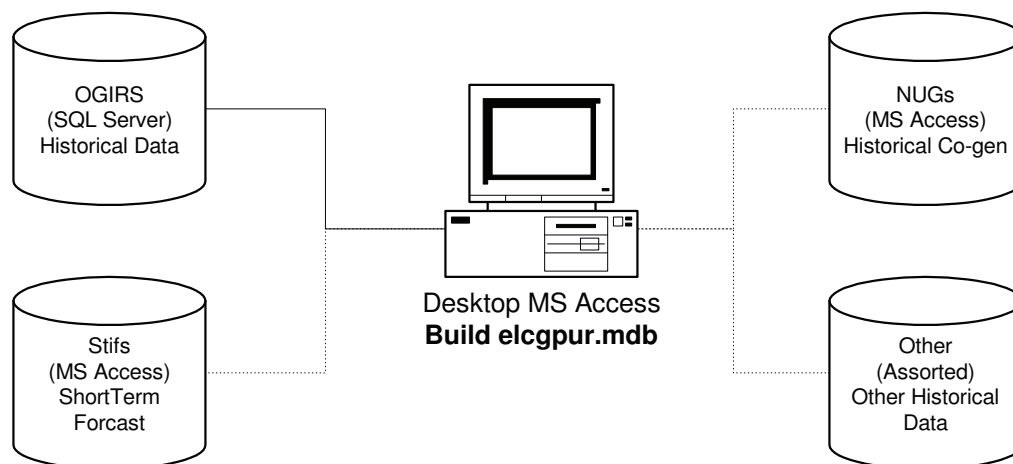 OGIRS
(SQL Server)
Historical Data
NUGs
(MS Access)
Historical Co-gen
Desktop MS Access
Build elcgpur.mdb
Stifs
(MS Access)
ShortTerm
Forcast
Other
(Assorted)
Other Historical
Data